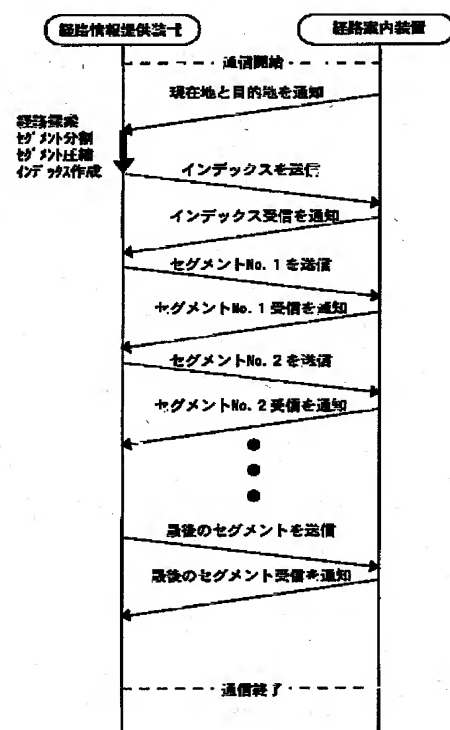 経路情報提供装置
経路案内装置
通信開始
現在地と目的地を通知
経路探索
セグメント分割
セグメント圧縮
インデックス作成
インデックスを送信
インデックス受信を通知
セグメントNo. 1 を送信
セグメントNo. 1 受信を通知
セグメントNo. 2 を送信
セグメントNo. 2 受信を通知
最後のセグメントを送信
最後のセグメント受信を通知
通信終了